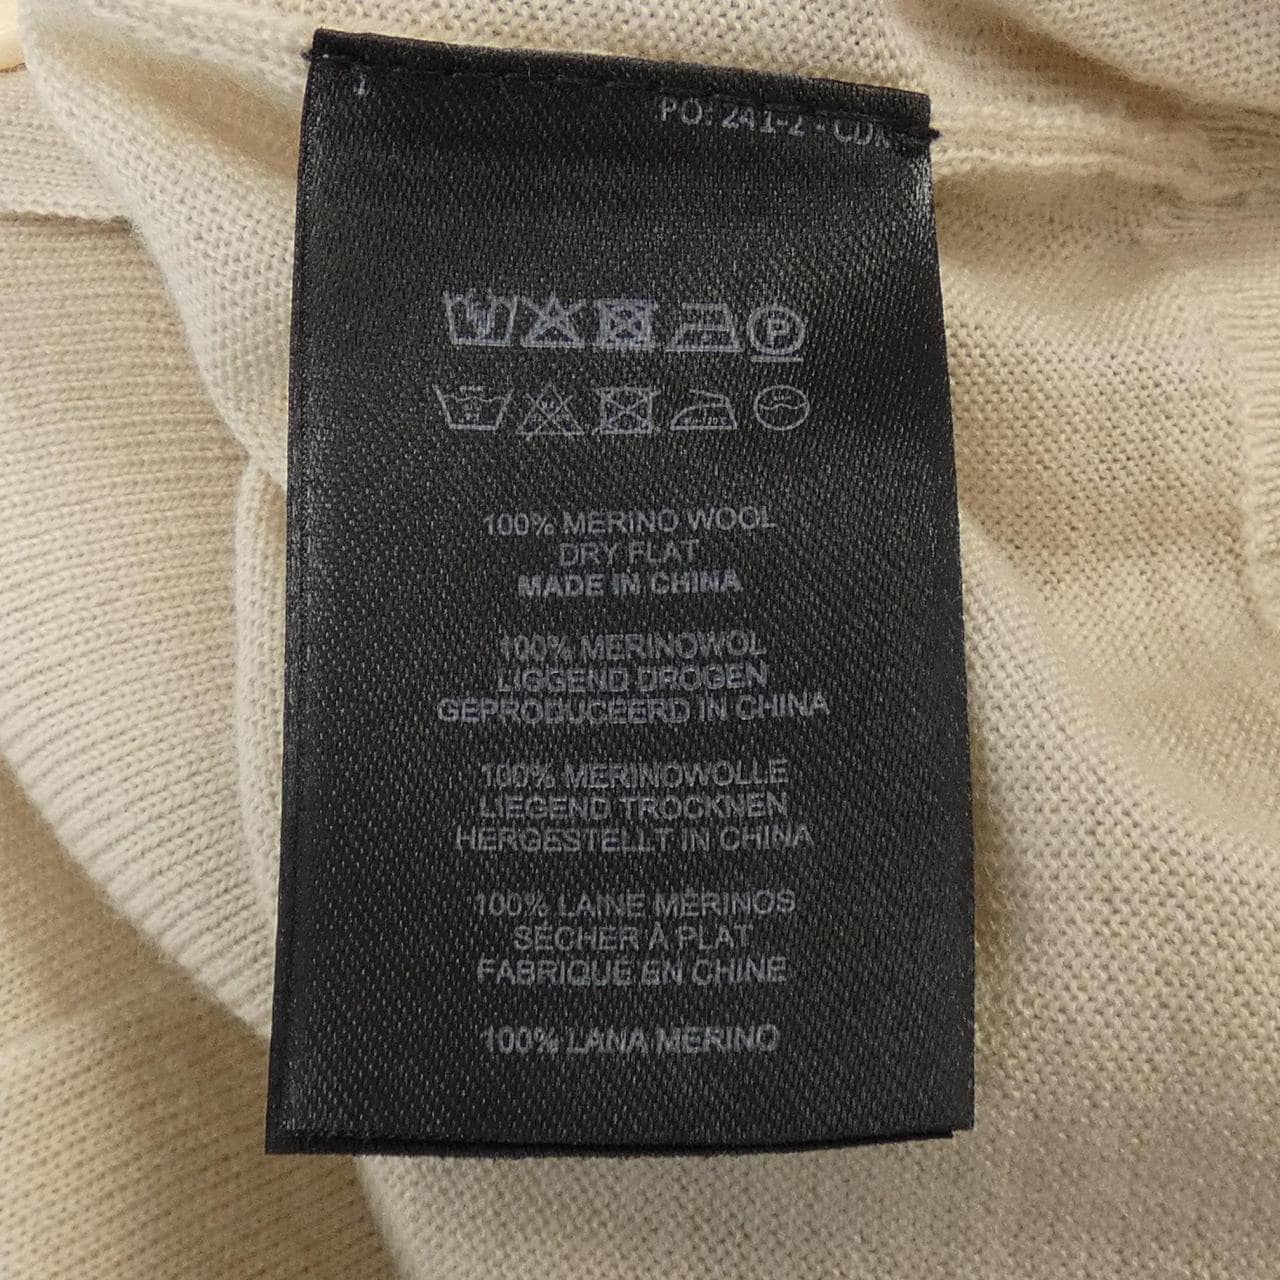 1
PO: 241-2 -
P
100% MERINO WOOL
DRY FLAT
MADE IN CHINA
100% MERINOWOL
LIGGEND DROGEN
GEPRODUCEERD IN CHINA
100% MERINOWOLLE
LIEGEND TROCKNEN
HERGESTELLT IN CHINA
100% LAINE MÉRINOS
SÉCHER À PLAT
FABRIQUÉ EN CHINE
100% LANA MERINO